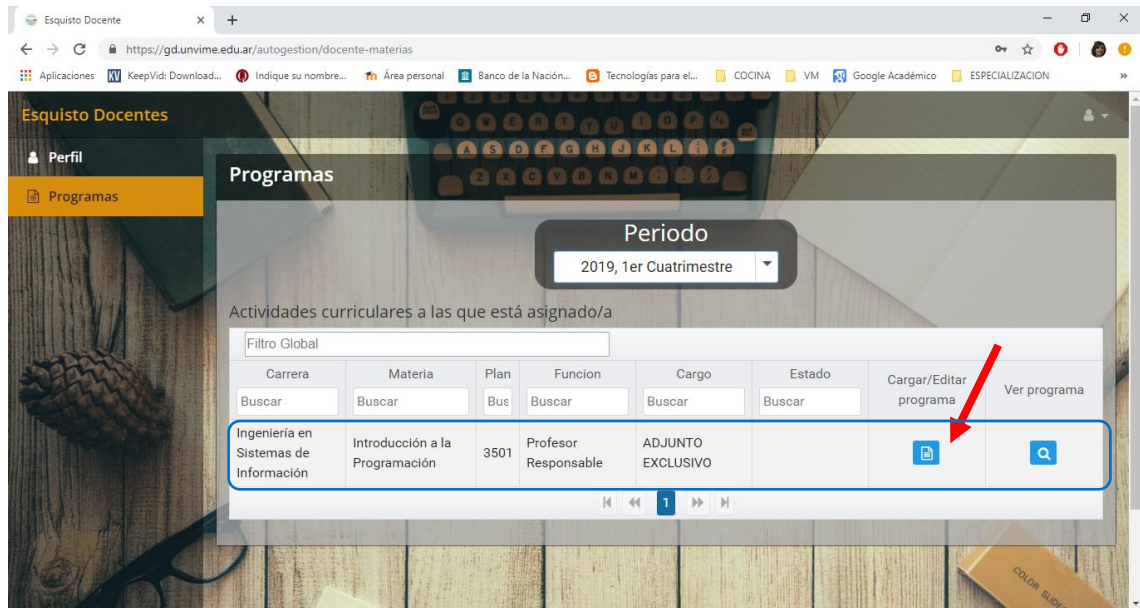 Esquisto Docente
https://gd.unvime.edu.ar/autogestion/docente-materias
Aplicaciones KeepVid: Download... Indique su nombre... Área personal Banco de la Nación... Tecnologías para el... COCINA VM Google Académico ESPECIALIZACION »
Esquisto Docentes
Perfil
Programas
Programas
Periodo
2019, 1er Cuatrimestre
Actividades curriculares a las que está asignado/a
Filtro Global
Carrera Materia Plan Funcion Cargo Estado Cargar/Editar programa Ver programa
Buscar Buscar Bus Buscar Buscar Buscar
Ingeniería en
Sistemas de
Información
Introducción a la
Programación
3501
Profesor
Responsable
ADJUNTO
EXCLUSIVO
1
COLOR